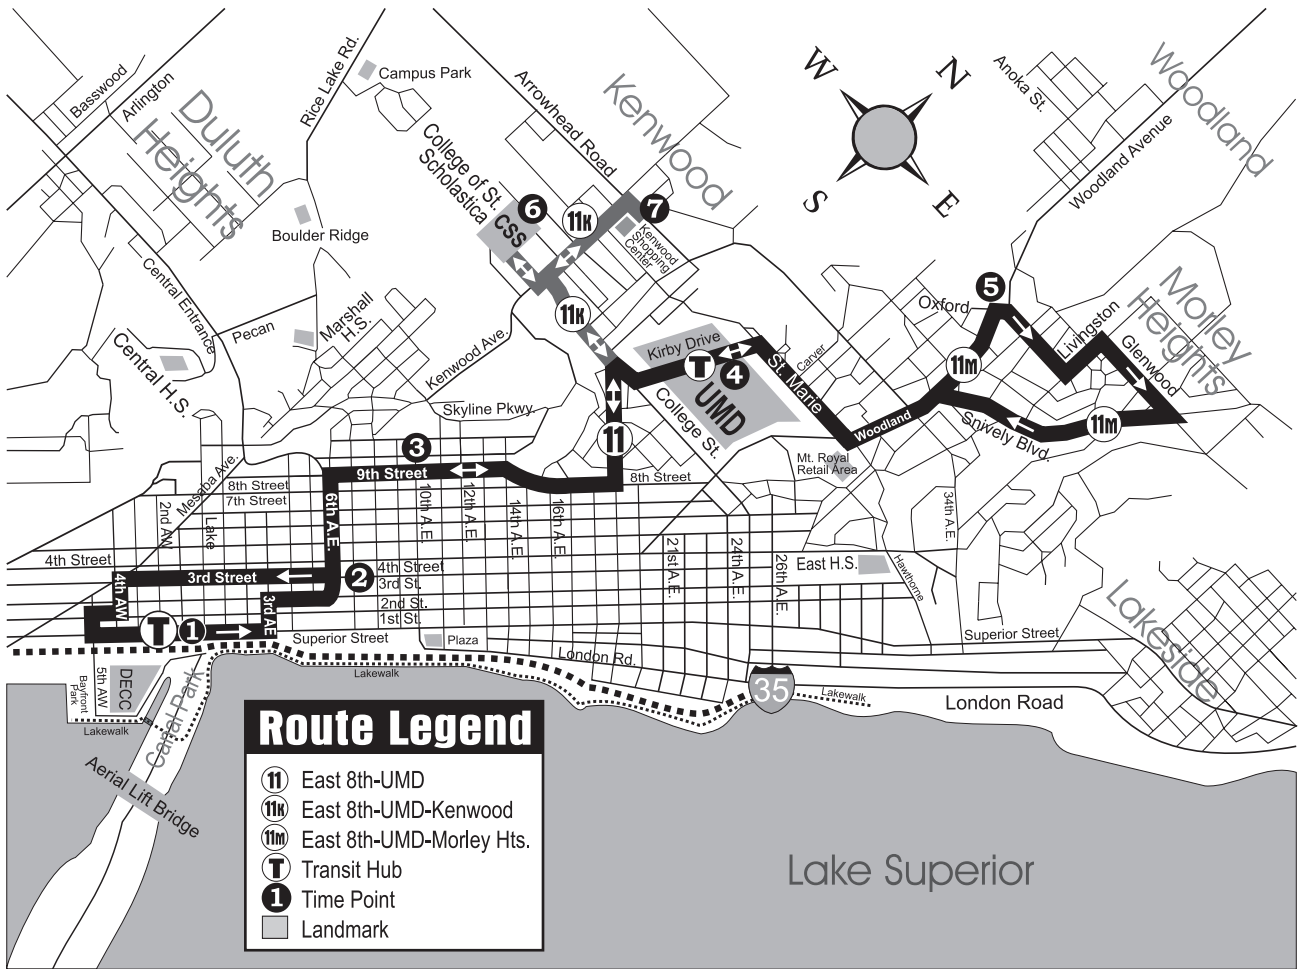 Basswood
Arlington
Duluth
Heights
Rice Lake Rd.
Campus Park
Arrowhead Road
Kenwood
W
N
S
E
Anoka St.
Woodland
Woodland Avenue
College of St.
Scholastica
CSS
6
11K
7
Kenwood
Shopping
Center
Boulder Ridge
Central Entrance
Pecan
Marshall
H.S.
Central H.S.
Kenwood Ave.
11K
Skyline Pkwy.
Kirby Drive
T
4
UMD
College St.
St. Marie
Carver
Oxford
5
Livingston
Glenwood
Morley
Heights
11M
Woodland
Snively Blvd.
11M
Mt. Royal
Retail Area
3
9th Street
11
8th Street
Mesaba Ave.
8th Street
7th Street
6th A.E.
2nd AW
Lake
10th A.E.
12th A.E.
14th A.E.
16th A.E.
21st A.E.
24th A.E.
26th A.E.
34th A.E.
East H.S.
Hawthorne
4th Street
3rd Street
2
4th Street
3rd St.
2nd St.
1st St.
4th AW
3rd AE
T
1
Superior Street
Plaza
London Rd.
Superior Street
Lakeside
Lakewalk
35
Lakewalk
London Road
DECC
5th AW
Bayfront
Park
Lakewalk
Canal Park
Aerial Lift Bridge
Lake Superior
Route Legend
11 East 8th-UMD
11K East 8th-UMD-Kenwood
11M East 8th-UMD-Morley Hts.
T Transit Hub
1 Time Point
Landmark